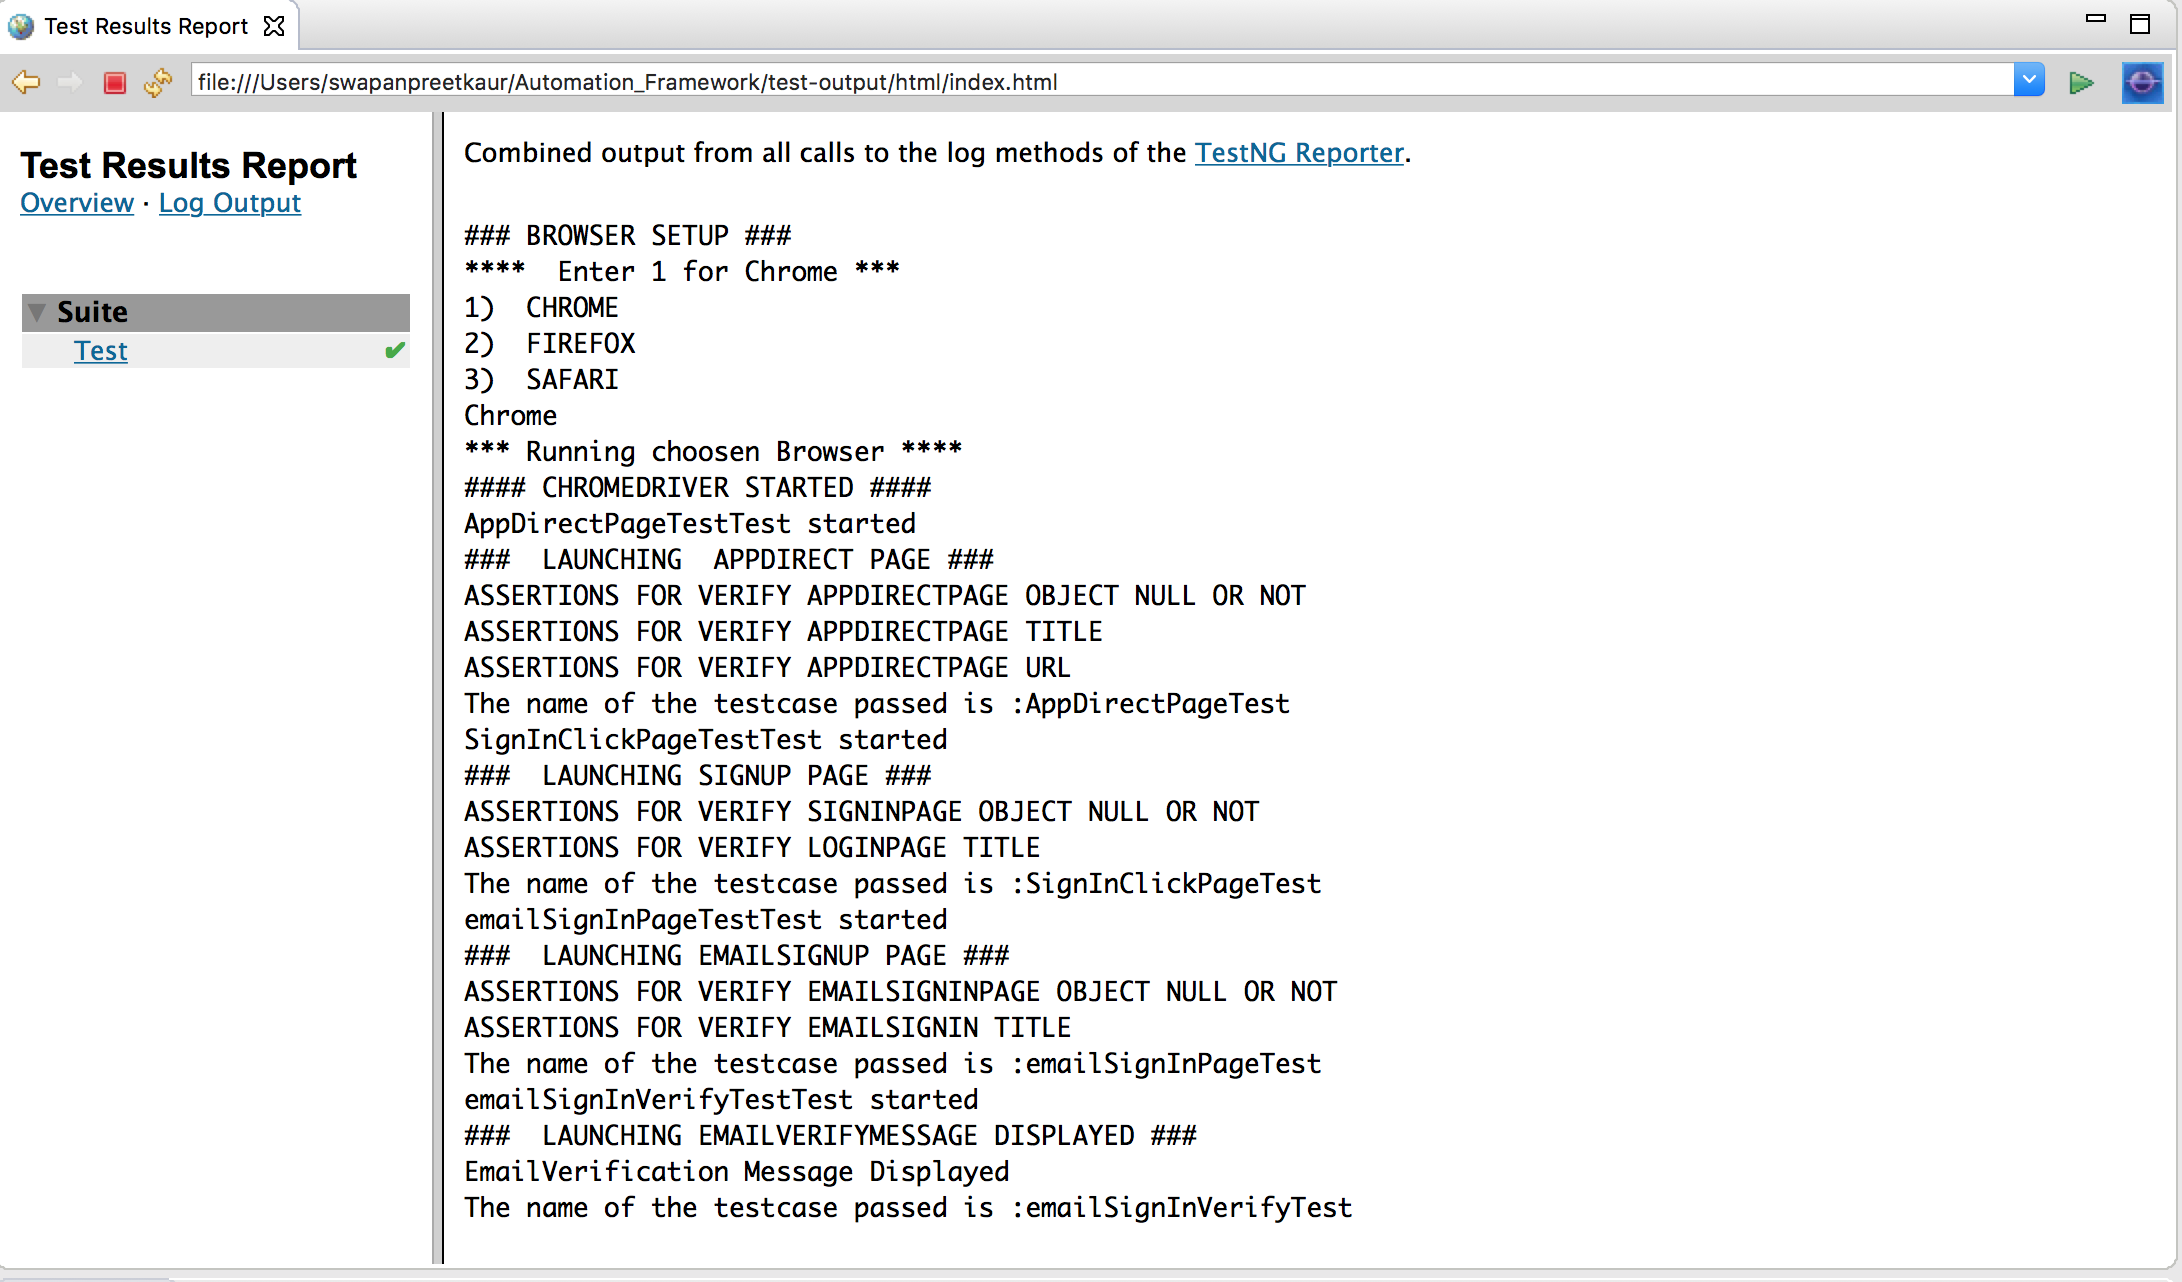 Test Results Report
file:///Users/swapanpreetkaur/Automation_Framework/test-output/html/index.html
Test Results Report
Overview · Log Output
Suite
Test
Combined output from all calls to the log methods of the TestNG Reporter.
### BROWSER SETUP ###
****  Enter 1 for Chrome ***
1)  CHROME
2)  FIREFOX
3)  SAFARI
Chrome
*** Running choosen Browser ****
#### CHROMEDRIVER STARTED ####
AppDirectPageTestTest started
###  LAUNCHING  APPDIRECT PAGE ###
ASSERTIONS FOR VERIFY APPDIRECTPAGE OBJECT NULL OR NOT
ASSERTIONS FOR VERIFY APPDIRECTPAGE TITLE
ASSERTIONS FOR VERIFY APPDIRECTPAGE URL
The name of the testcase passed is :AppDirectPageTest
SignInClickPageTestTest started
###  LAUNCHING SIGNUP PAGE ###
ASSERTIONS FOR VERIFY SIGNINPAGE OBJECT NULL OR NOT
ASSERTIONS FOR VERIFY LOGINPAGE TITLE
The name of the testcase passed is :SignInClickPageTest
emailSignInPageTestTest started
###  LAUNCHING EMAILSIGNUP PAGE ###
ASSERTIONS FOR VERIFY EMAILSIGNINPAGE OBJECT NULL OR NOT
ASSERTIONS FOR VERIFY EMAILSIGNIN TITLE
The name of the testcase passed is :emailSignInPageTest
emailSignInVerifyTestTest started
###  LAUNCHING EMAILVERIFYMESSAGE DISPLAYED ###
EmailVerification Message Displayed
The name of the testcase passed is :emailSignInVerifyTest